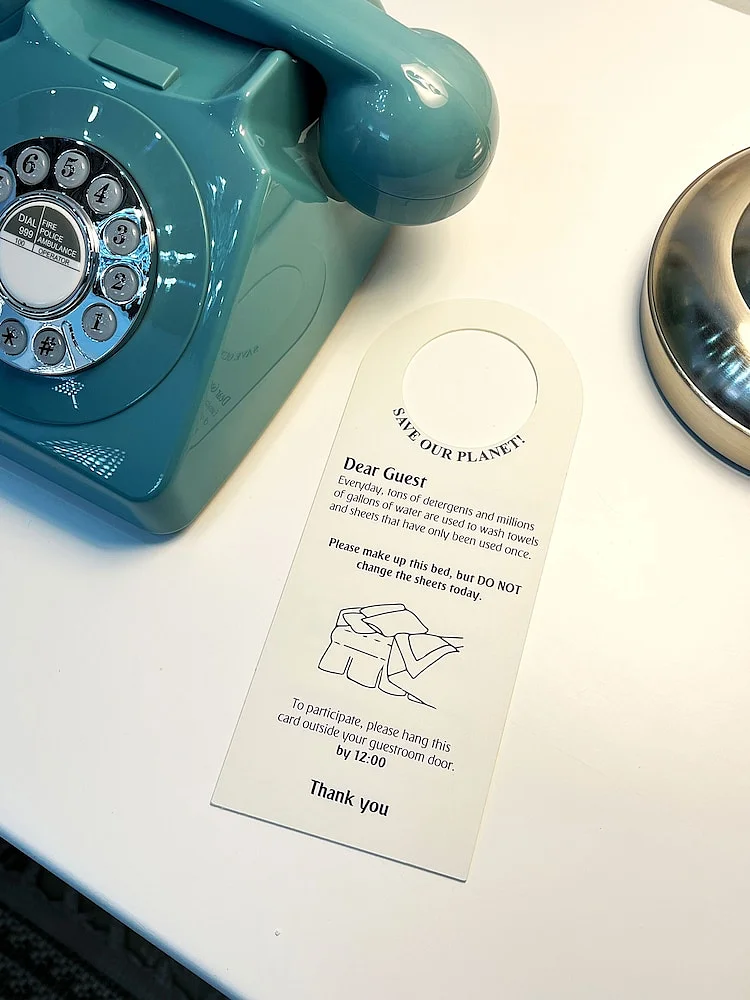 6
5
4
3
2
1
*
#
DIAL
999
FIRE
POLICE
AMBULANCE
100
OPERATOR
SAVE OUR PLANET!
Dear Guest
Everyday, tons of detergents and millions
of gallons of water are used to wash towels
and sheets that have only been used once.
Please make up this bed, but DO NOT
change the sheets today.
To participate, please hang this
card outside your guestroom door.
by 12:00
Thank you